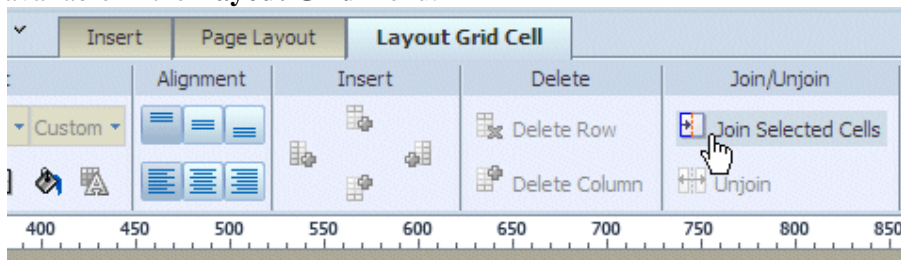 Insert Page Layout Layout Grid Cell
Alignment Insert Delete Join/Unjoin
Custom Delete Row Join Selected Cells
Delete Column Unjoin
400 450 500 550 600 650 700 750 800 850